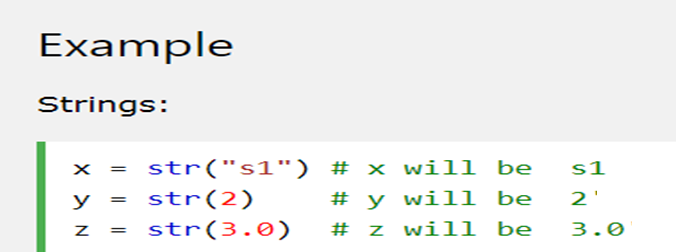 Example
Strings:
x = str("s1") # x will be s1
y = str(2) # y will be 2'
z = str(3.0) # z will be 3.0'